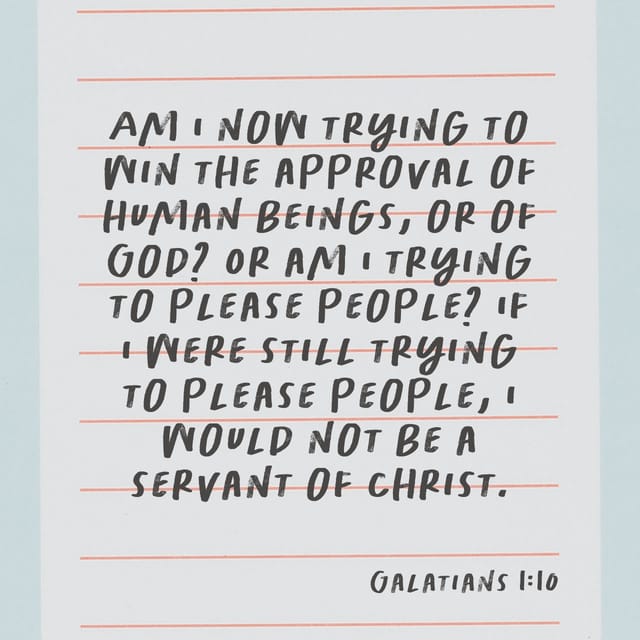 AM I NOW TRYING TO
WIN THE APPROVAL OF
HUMAN BEINGS, OR OF
GOD? OR AM I TRYING
TO PLEASE PEOPLE? IF
I WERE STILL TRYING
TO PLEASE PEOPLE, I
WOULD NOT BE A
SERVANT OF CHRIST.
GALATIANS 1:10